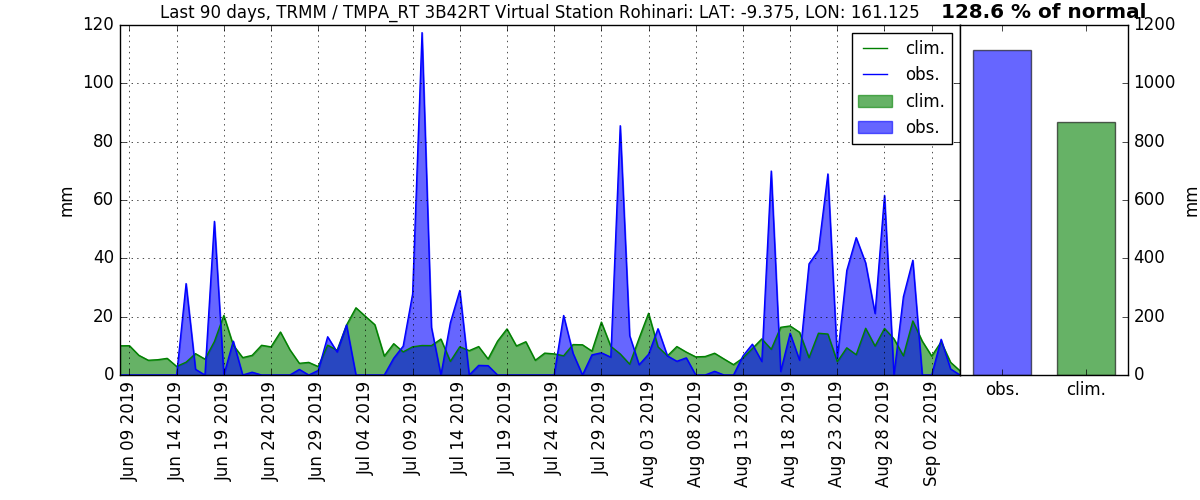 Last 90 days, TRMM / TMPA_RT 3B42RT Virtual Station Rohinari: LAT: -9.375, LON: 161.125
128.6 % of normal
120
100
80
60
40
20
0
mm
clim.
obs.
clim.
obs.
1200
1000
800
600
400
200
0
mm
Jun 09 2019
Jun 14 2019
Jun 19 2019
Jun 24 2019
Jun 29 2019
Jul 04 2019
Jul 09 2019
Jul 14 2019
Jul 19 2019
Jul 24 2019
Jul 29 2019
Aug 03 2019
Aug 08 2019
Aug 13 2019
Aug 18 2019
Aug 23 2019
Aug 28 2019
Sep 02 2019
obs.
clim.